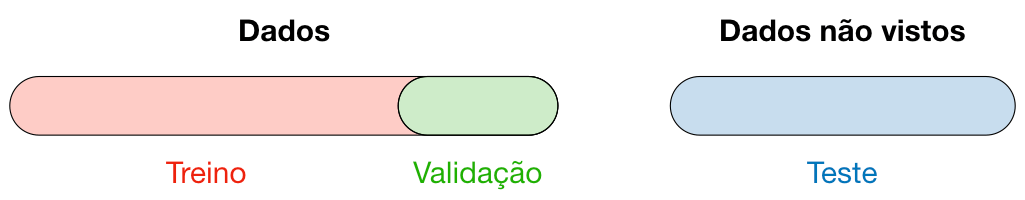 Dados
Dados não vistos
Treino
Validação
Teste